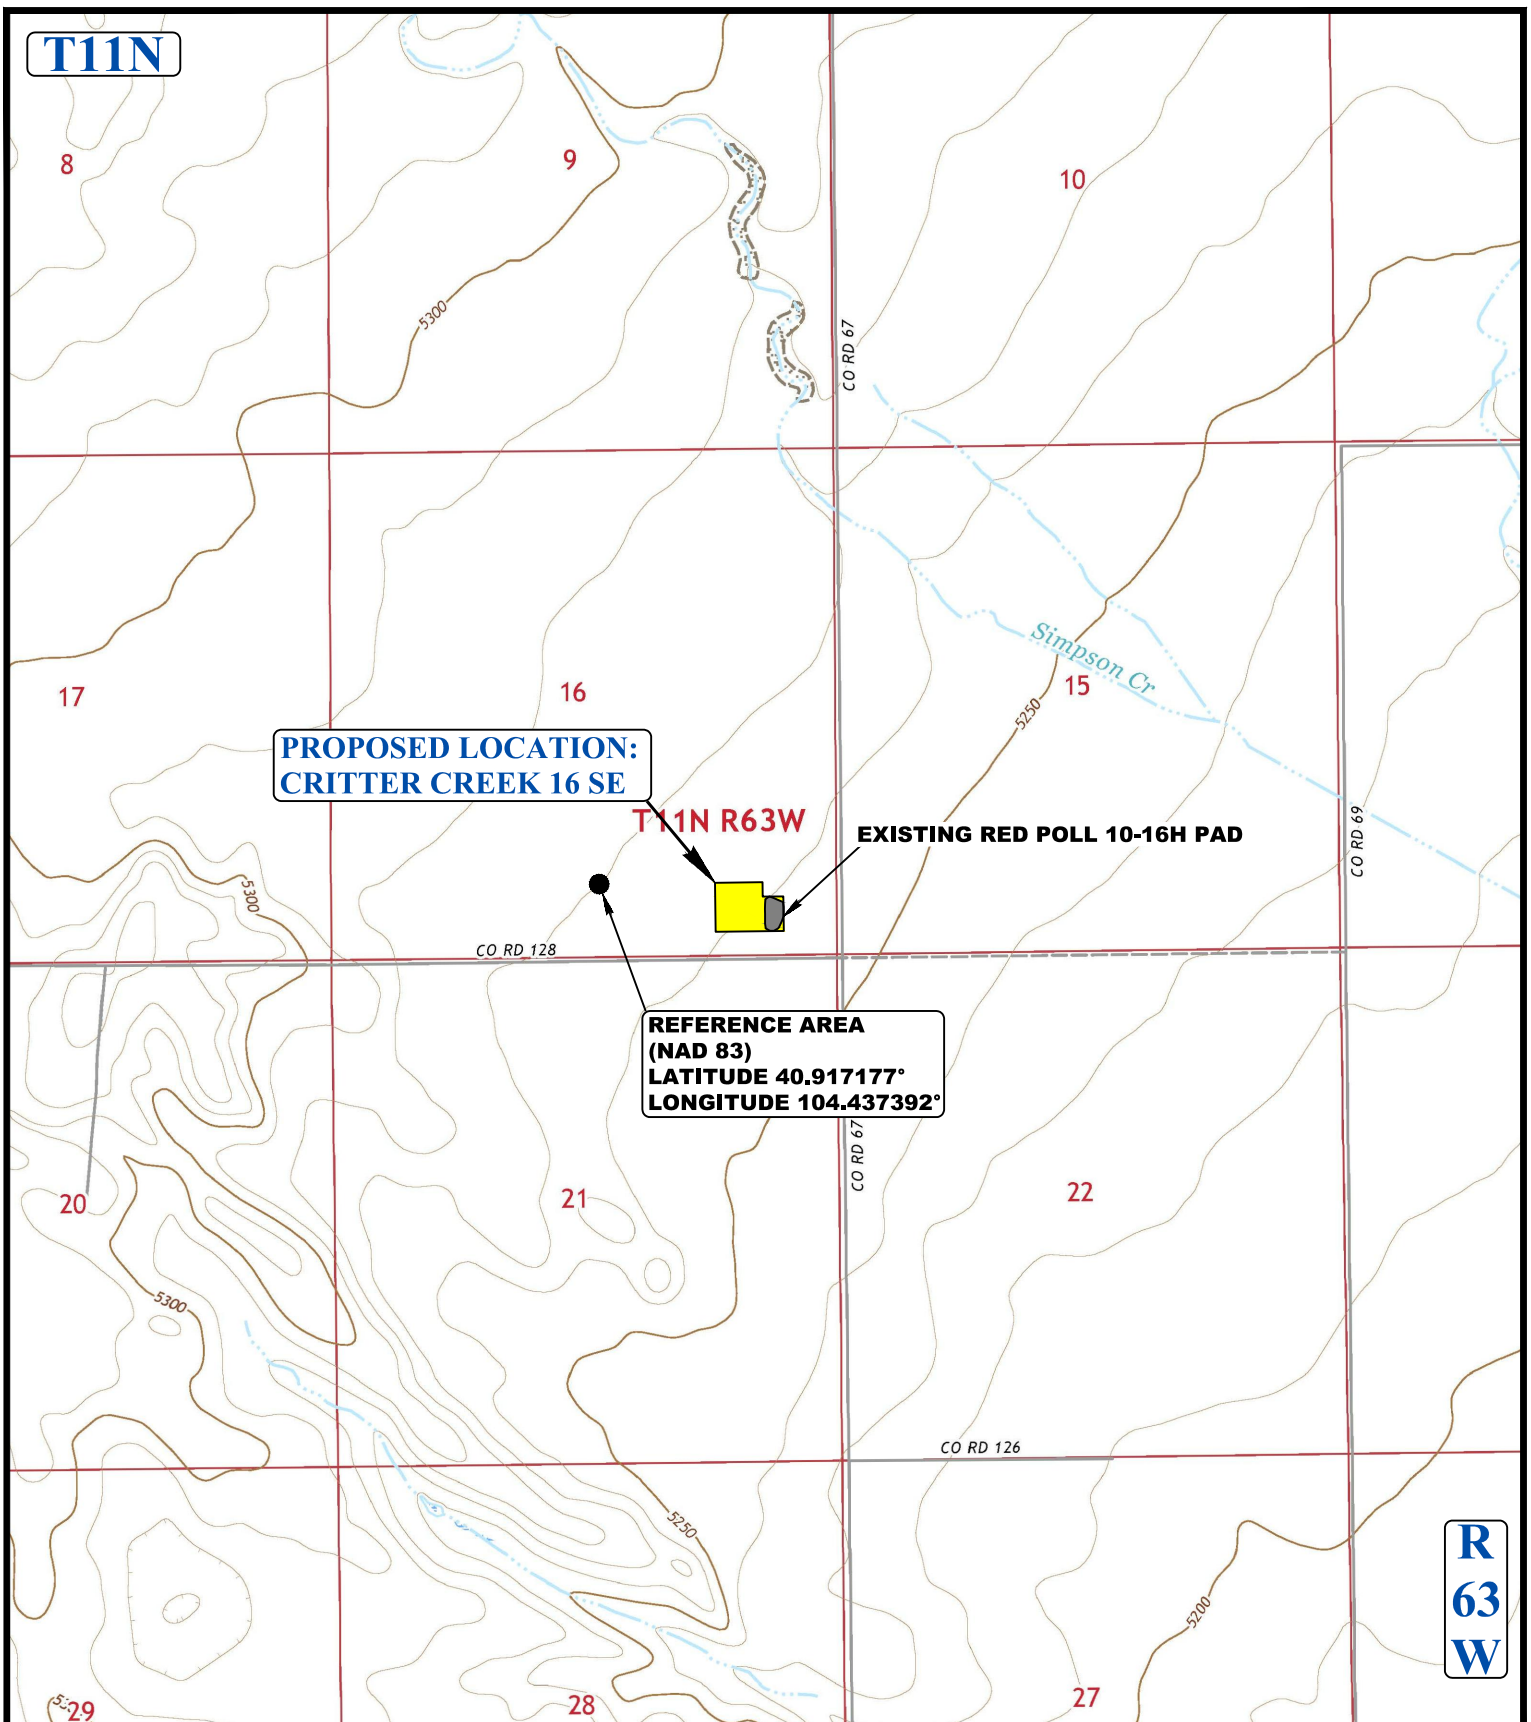 T11N
8
9
10
5300
CO RD 67
Simpson Cr
17
16
15
5250
PROPOSED LOCATION:
CRITTER CREEK 16 SE
T11N R63W
EXISTING RED POLL 10-16H PAD
CO RD 69
5300
CO RD 128
REFERENCE AREA
(NAD 83)
LATITUDE 40.917177°
LONGITUDE 104.437392°
CO RD 67
20
21
22
5300
CO RD 126
5250
R
63
W
5200
29
28
27